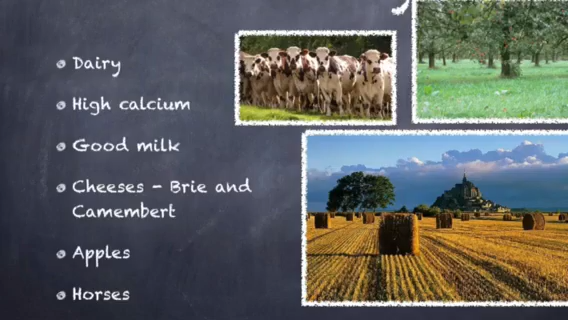 Dairy
High calcium
Good milk
Cheeses - Brie and
Camembert
Apples
Horses